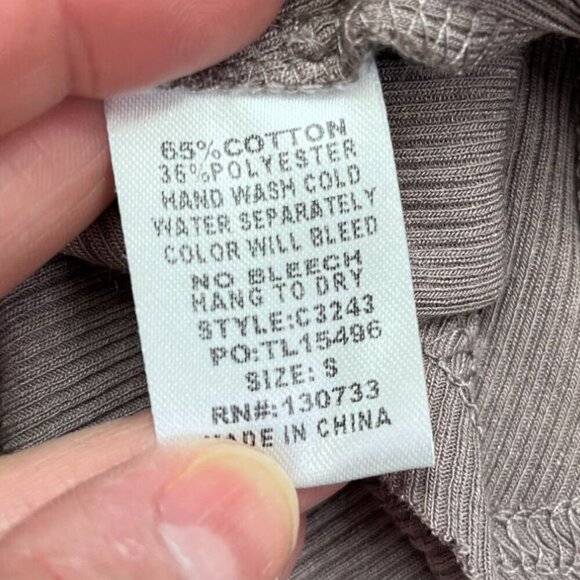 65%COTTON
36%POLYESTER
HAND WASH COLD
WATER SEPARATELY
COLOR WILL BLEED
NO BLEECH
HANG TO DRY
STYLE:C3243
PO:TL15496
SIZE: S
RN#:130733
MADE IN CHINA